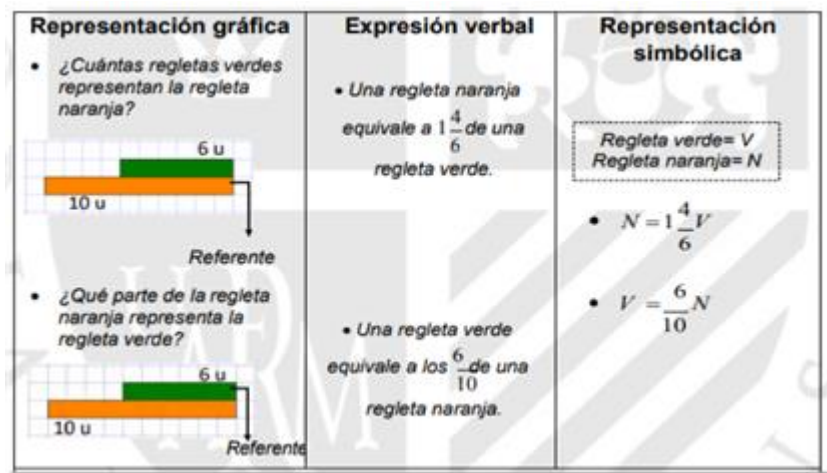 Representación gráfica
• ¿Cuántas regletas verdes
representan la regleta
naranja?
6 u
10 u
Referente
• ¿Qué parte de la regleta
naranja representa la
regleta verde?
6 u
10 u
Referente
Expresión verbal
• Una regleta naranja
equivale a 1 4/6 de una
regleta verde.
• Una regleta verde
equivale a los 6/10 de una
regleta naranja.
Representación
simbólica
Regleta verde= V
Regleta naranja= N
• N = 1 4/6 V
• V = 6/10 N